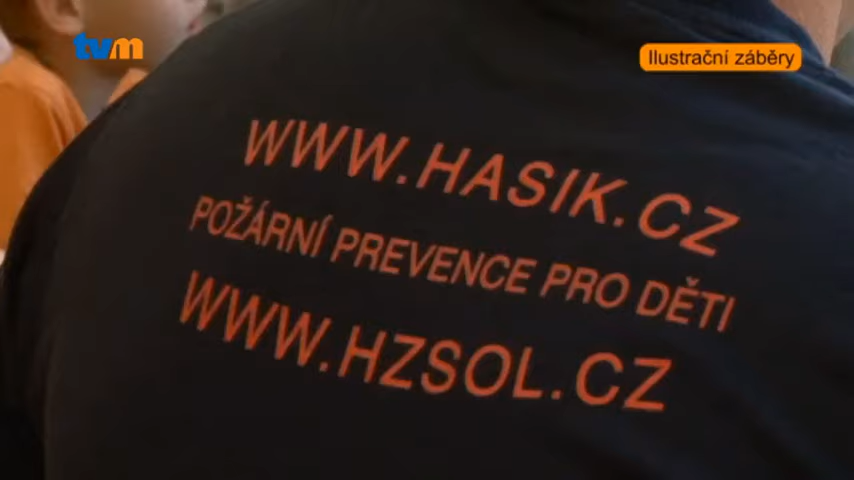 tvm
Ilustrační záběry
WWW.HASIK.CZ
POŽÁRNÍ PREVENCE PRO DĚTI
WWW.HZSOL.CZ